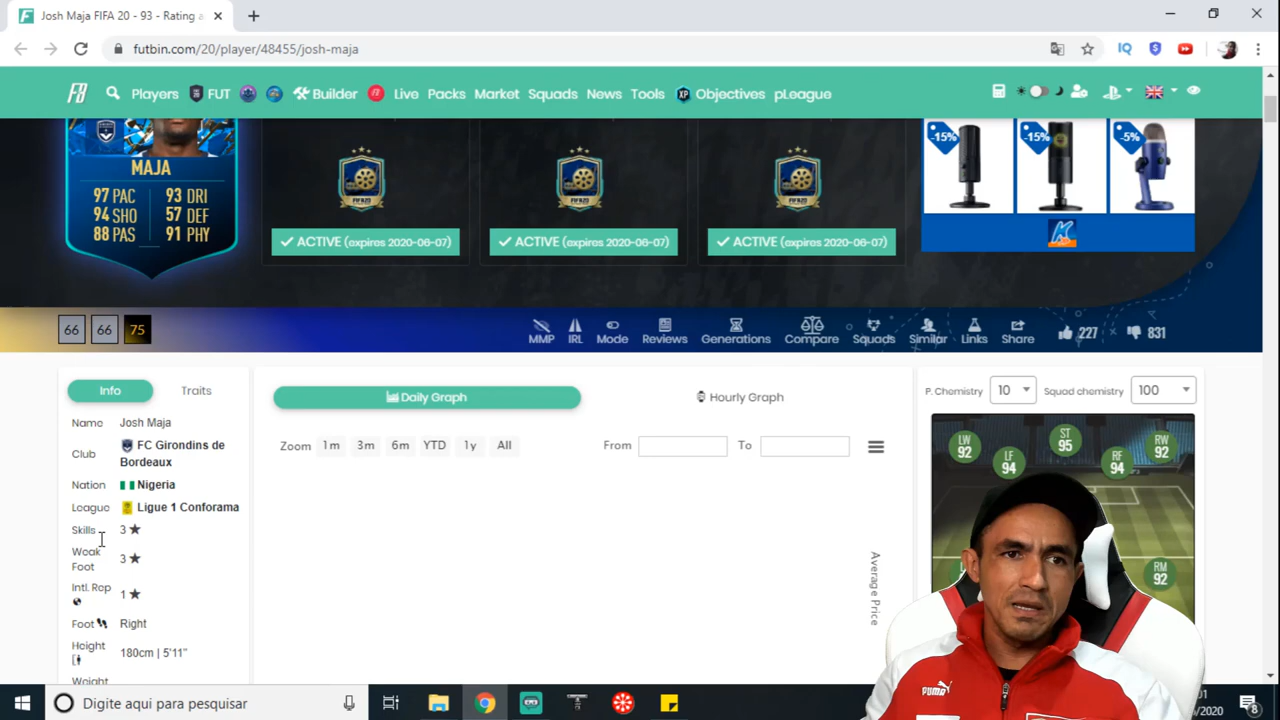 Josh Maja FIFA 20 - 93 - Rating a
futbin.com/20/player/48455/josh-maja
Players FUT Builder Live Packs Market Squads News Tools XP Objectives pLeague
MAJA
97 PAC 93 DRI
94 SHO 57 DEF
88 PAS 91 PHY
ACTIVE (expires 2020-06-07) ACTIVE (expires 2020-06-07) ACTIVE (expires 2020-06-07)
-15% -15% -5%
66 66 75
MMP IRL Mode Reviews Generations Compare Squads Similar Links Share 227 831
Info Traits
Daily Graph Hourly Graph
P. Chemistry 10 Squad chemistry 100
Name Josh Maja
Club FC Girondins de Bordeaux
Nation Nigeria
League Ligue 1 Conforama
Skills 3 ★
Weak Foot 3 ★
Intl. Rep 1 ★
Foot Right
Height 180cm | 5'11"
Weight
Zoom 1m 3m 6m YTD 1y All From To
Average Price
LW 92
LF 94
ST 95
RF 94
RW 92
RM 92
PUMA
Digite aqui para pesquisar